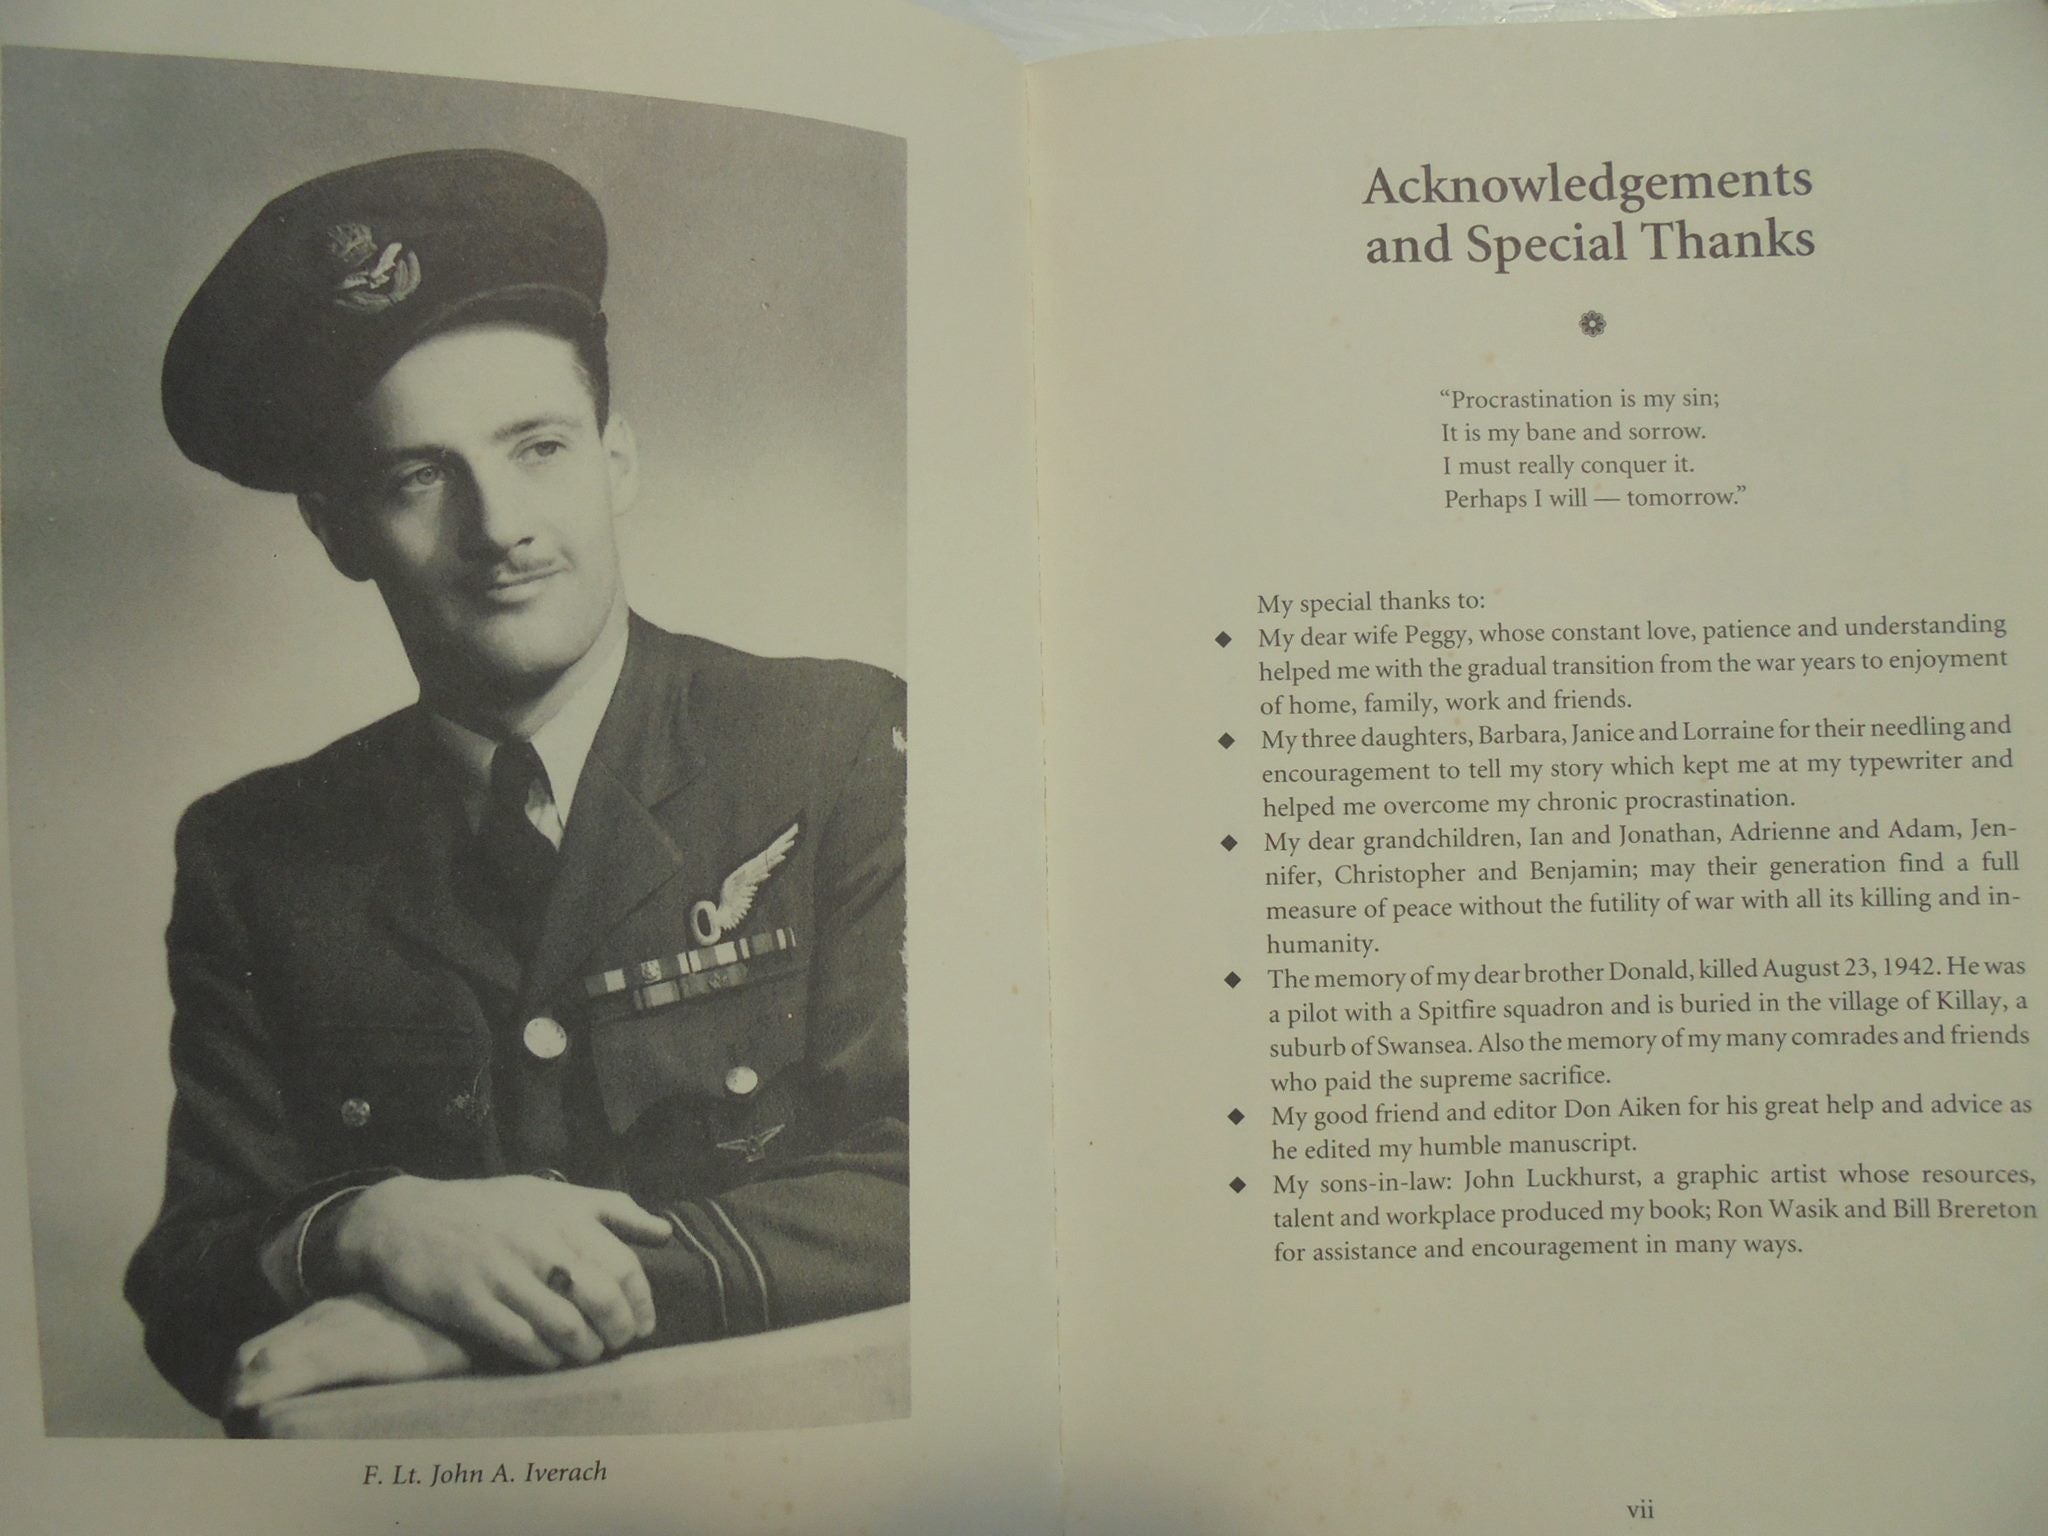 F. Lt. John A. Iverach
Acknowledgements
and Special Thanks
“Procrastination is my sin;
It is my bane and sorrow.
I must really conquer it.
Perhaps I will — tomorrow.”
My special thanks to:
◆ My dear wife Peggy, whose constant love, patience and understanding
helped me with the gradual transition from the war years to enjoyment
of home, family, work and friends.
◆ My three daughters, Barbara, Janice and Lorraine for their needling and
encouragement to tell my story which kept me at my typewriter and
helped me overcome my chronic procrastination.
◆ My dear grandchildren, Ian and Jonathan, Adrienne and Adam, Jen-
nifer, Christopher and Benjamin; may their generation find a full
measure of peace without the futility of war with all its killing and in-
humanity.
◆ The memory of my dear brother Donald, killed August 23, 1942. He was
a pilot with a Spitfire squadron and is buried in the village of Killay, a
suburb of Swansea. Also the memory of my many comrades and friends
who paid the supreme sacrifice.
◆ My good friend and editor Don Aiken for his great help and advice as
he edited my humble manuscript.
◆ My sons-in-law: John Luckhurst, a graphic artist whose resources,
talent and workplace produced my book; Ron Wasik and Bill Brereton
for assistance and encouragement in many ways.
vii